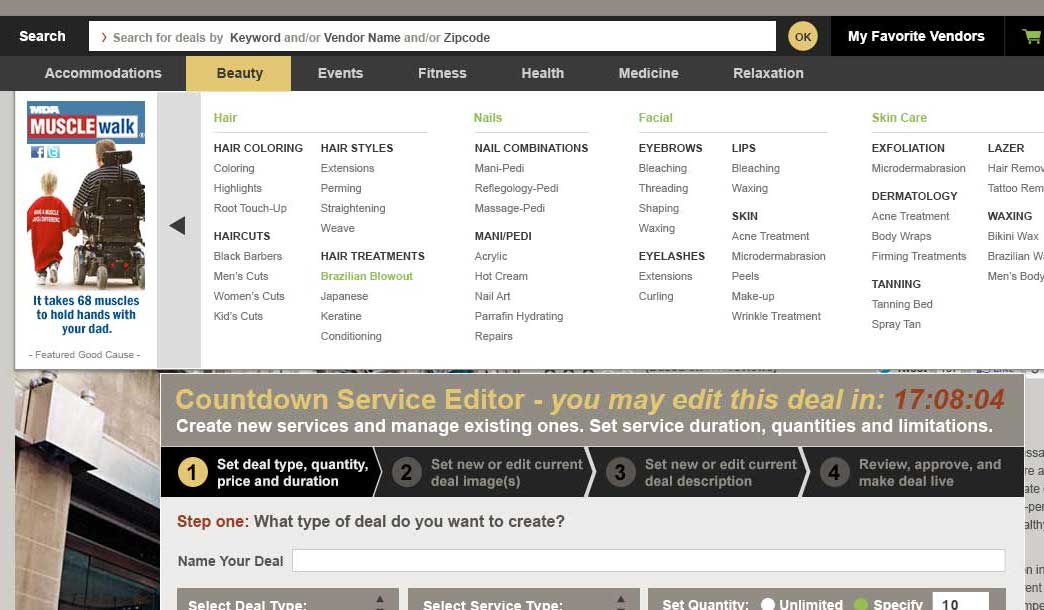 Search
Search for deals by Keyword and/or Vendor Name and/or Zipcode
OK
My Favorite Vendors
Accommodations Beauty Events Fitness Health Medicine Relaxation
MDA
MUSCLE walk
MAKE A MUSCLE
MAKE A DIFFERENCE
It takes 68 muscles
to hold hands with
your dad.
- Featured Good Cause -
Hair
HAIR COLORING
Coloring
Highlights
Root Touch-Up
HAIRCUTS
Black Barbers
Men's Cuts
Women's Cuts
Kid's Cuts
HAIR STYLES
Extensions
Perming
Straightening
Weave
HAIR TREATMENTS
Brazilian Blowout
Japanese
Keratine
Conditioning
Nails
NAIL COMBINATIONS
Mani-Pedi
Reflegology-Pedi
Massage-Pedi
MANI/PEDI
Acrylic
Hot Cream
Nail Art
Parrafin Hydrating
Repairs
Facial
EYEBROWS
Bleaching
Threading
Shaping
Waxing
EYELASHES
Extensions
Curling
LIPS
Bleaching
Waxing
SKIN
Acne Treatment
Microdermabrasion
Peels
Make-up
Wrinkle Treatment
Skin Care
EXFOLIATION
Microdermabrasion
DERMATOLOGY
Acne Treatment
Body Wraps
Firming Treatments
TANNING
Tanning Bed
Spray Tan
LAZER
Hair Remov
Tattoo Rem
WAXING
Bikini Wax
Brazilian W
Men's Body
Countdown Service Editor - you may edit this deal in: 17:08:04
Create new services and manage existing ones. Set service duration, quantities and limitations.
1 Set deal type, quantity,
price and duration
2 Set new or edit current
deal image(s)
3 Set new or edit current
deal description
4 Review, approve, and
make deal live
Step one: What type of deal do you want to create?
Name Your Deal
Select Deal Type:
Select Service Type:
Set Quantity: Unlimited Specify 10